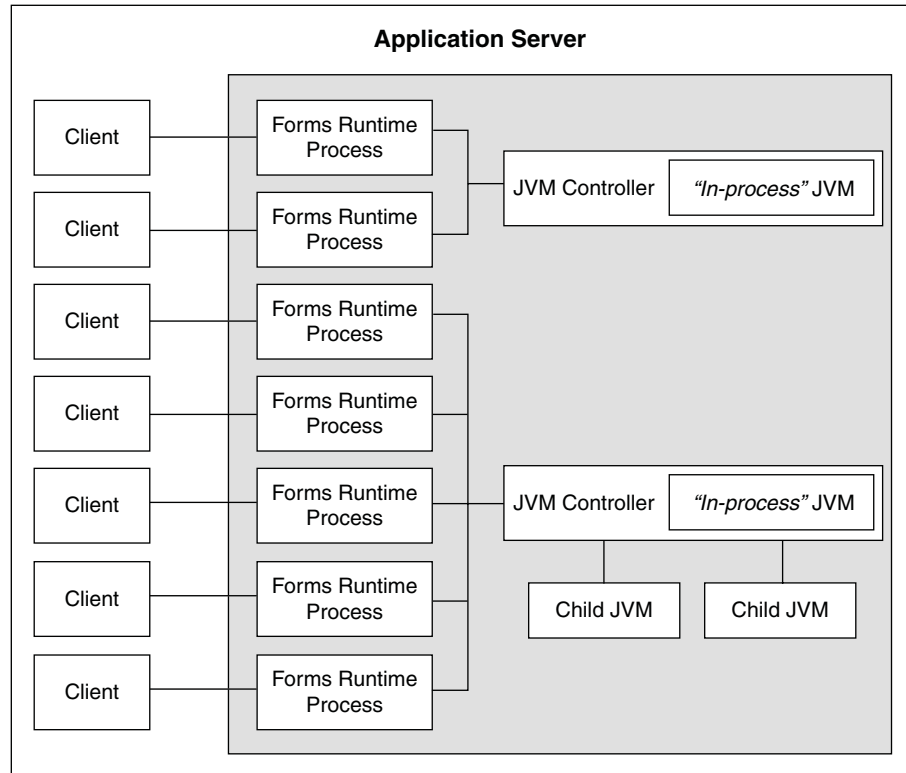 Application Server
Client
Forms Runtime
Process
Client
Forms Runtime
Process
JVM Controller
“In-process” JVM
Client
Forms Runtime
Process
Client
Forms Runtime
Process
Client
Forms Runtime
Process
JVM Controller
“In-process” JVM
Client
Forms Runtime
Process
Child JVM
Child JVM
Client
Forms Runtime
Process